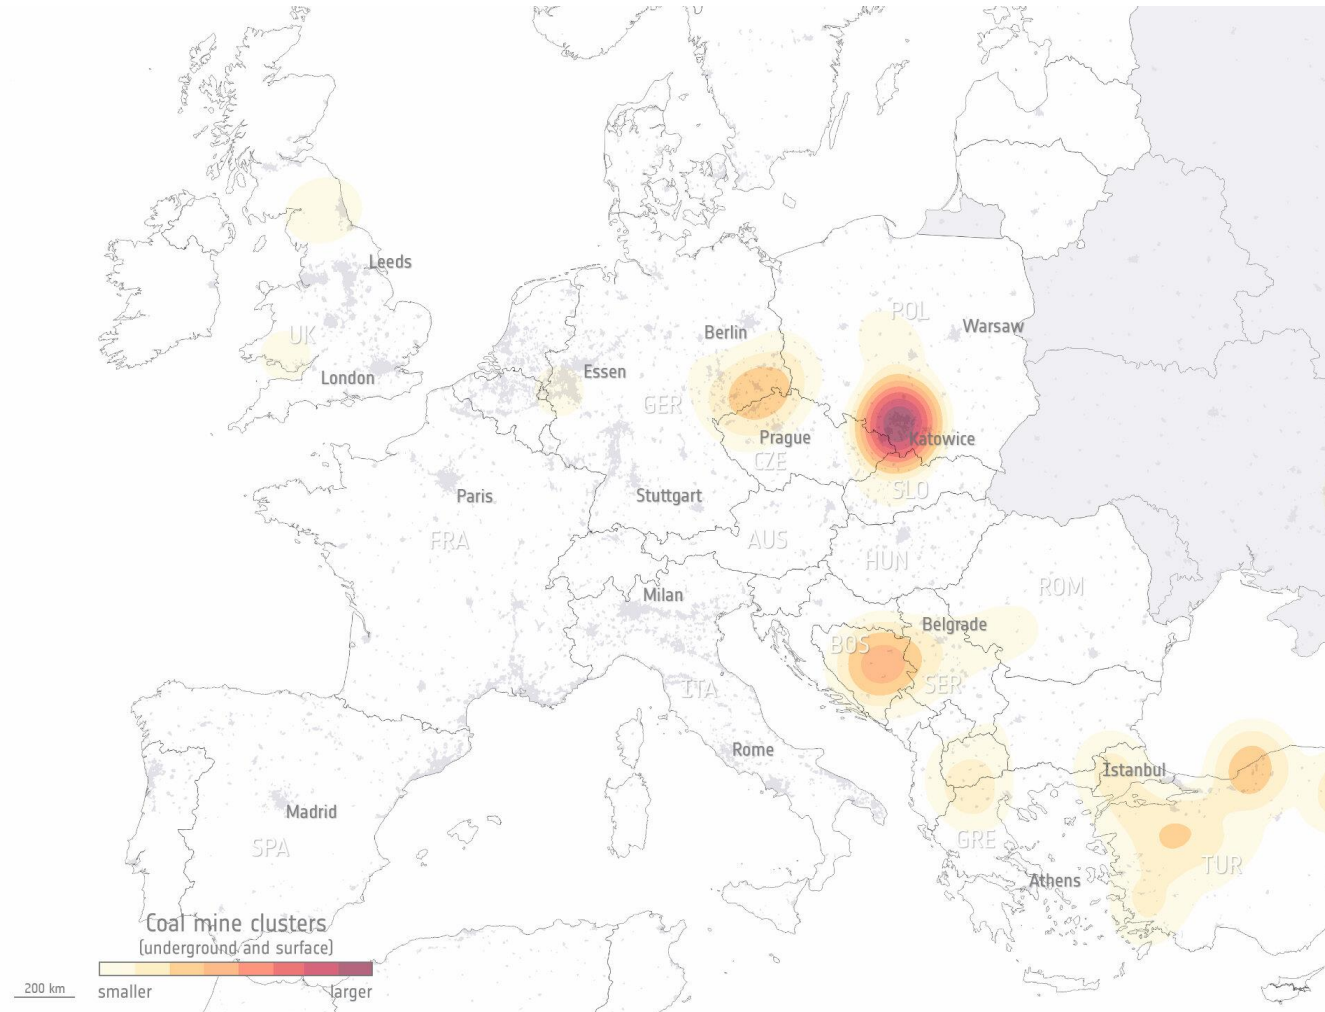 Leeds
UK
London
Berlin
POL
Warsaw
Essen
GER
Prague
CZE
Katowice
SLO
Paris
Stuttgart
FRA
AUS
HUN
ROM
Milan
BOS
Belgrade
SER
ITA
Rome
Istanbul
Madrid
SPA
GRE
TUR
Athens
Coal mine clusters
(underground and surface)
smaller
larger
200 km